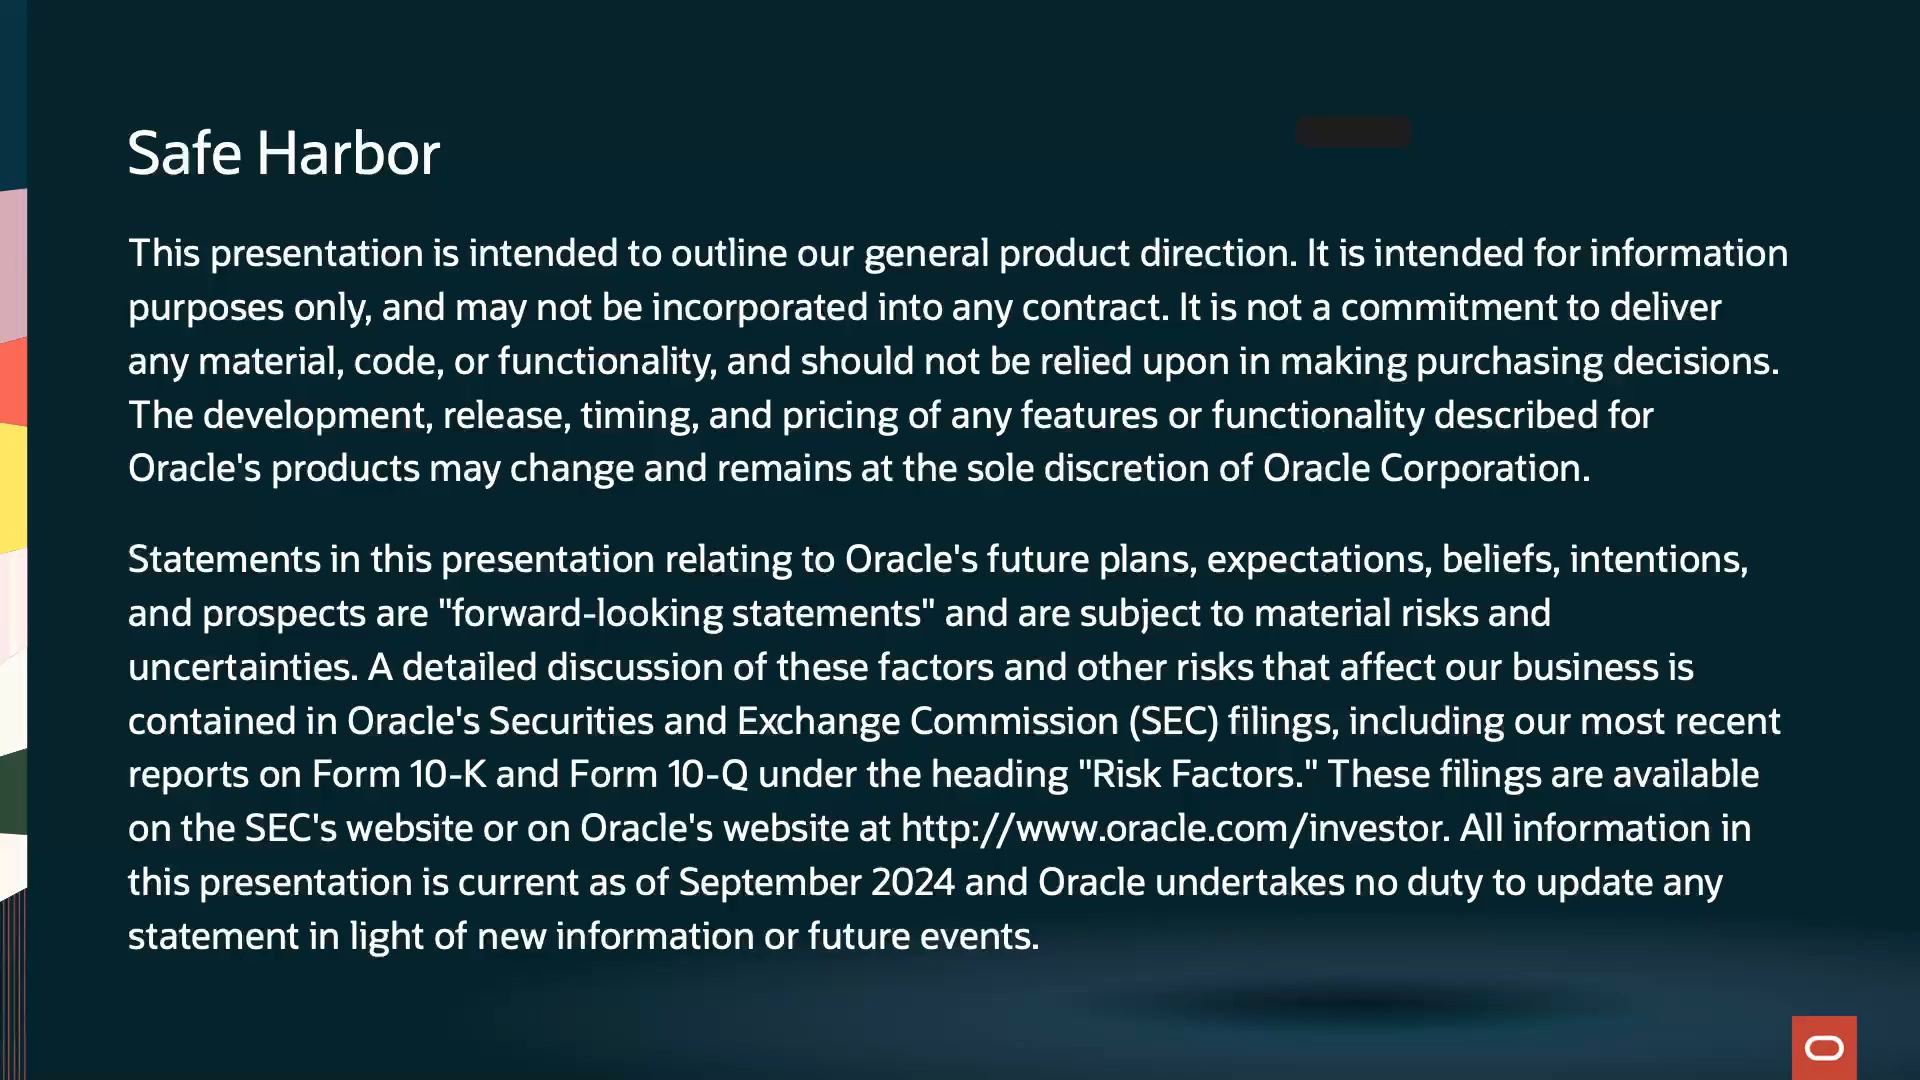 Safe Harbor
This presentation is intended to outline our general product direction. It is intended for information
purposes only, and may not be incorporated into any contract. It is not a commitment to deliver
any material, code, or functionality, and should not be relied upon in making purchasing decisions.
The development, release, timing, and pricing of any features or functionality described for
Oracle's products may change and remains at the sole discretion of Oracle Corporation.
Statements in this presentation relating to Oracle's future plans, expectations, beliefs, intentions,
and prospects are "forward-looking statements" and are subject to material risks and
uncertainties. A detailed discussion of these factors and other risks that affect our business is
contained in Oracle's Securities and Exchange Commission (SEC) filings, including our most recent
reports on Form 10-K and Form 10-Q under the heading "Risk Factors." These filings are available
on the SEC's website or on Oracle's website at http://www.oracle.com/investor. All information in
this presentation is current as of September 2024 and Oracle undertakes no duty to update any
statement in light of new information or future events.